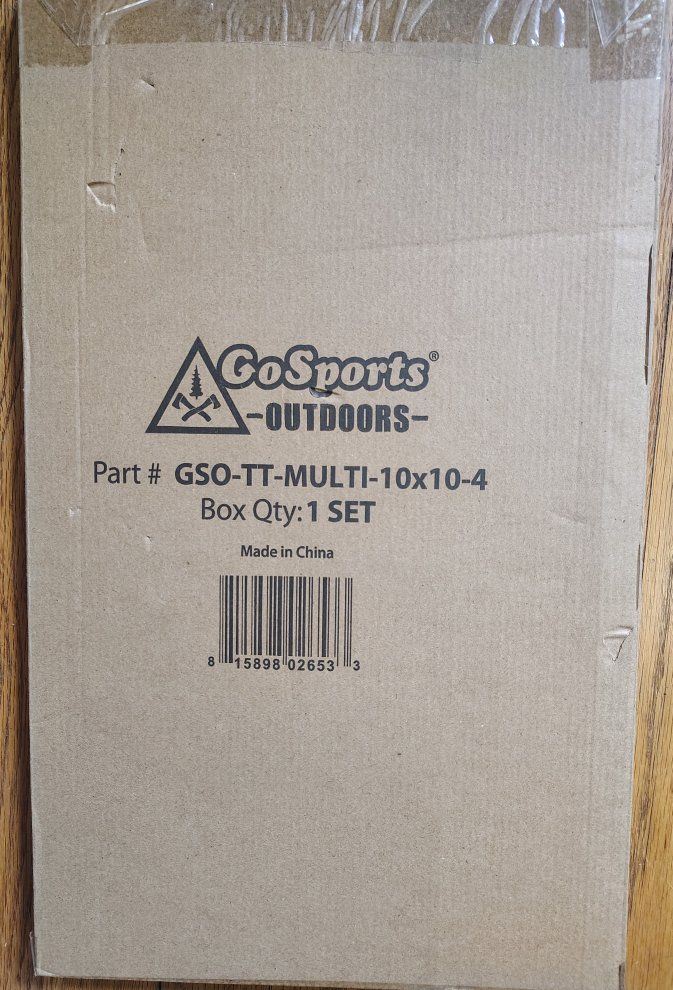 GoSports®
-OUTDOORS-
Part # GSO-TT-MULTI-10x10-4
Box Qty: 1 SET
Made in China
8 15898 02653 3